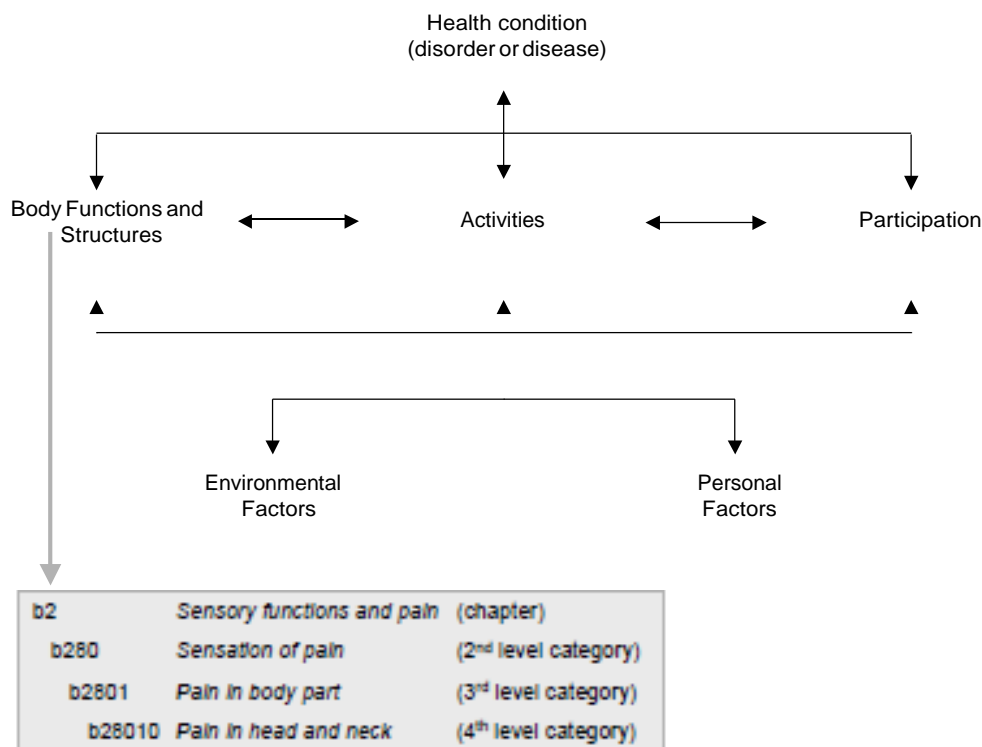 Health condition
(disorder or disease)
Body Functions and
Structures
Activities
Participation
Environmental
Factors
Personal
Factors
b2 Sensory functions and pain (chapter)
b280 Sensation of pain (2nd level category)
b2801 Pain in body part (3rd level category)
b28010 Pain in head and neck (4th level category)